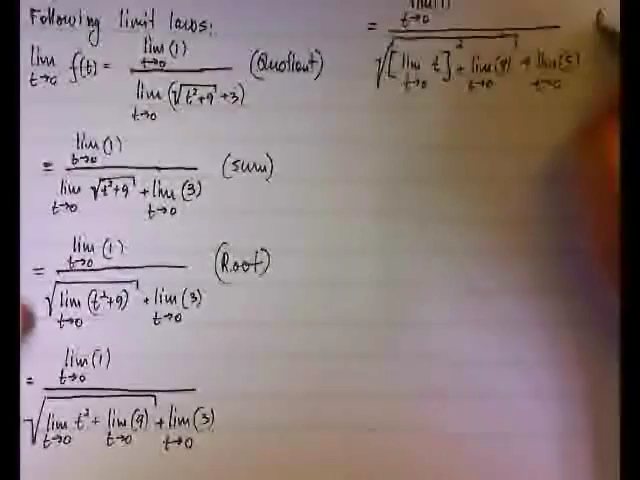 Following limit laws:
lim t→0 f(t) = lim t→0 (1) / lim t→0 (√(t²+9) + 3) (Quotient)
= lim t→0 (1) / lim t→0 √(t²+9) + lim t→0 (3) (sum)
= lim t→0 (1) / √(lim t→0 (t²+9)) + lim t→0 (3) (Root)
= lim t→0 (1) / √(lim t→0 t² + lim t→0 (9)) + lim t→0 (3)
= lim t→0 (1) / √([lim t→0 t]² + lim t→0 (9)) + lim t→0